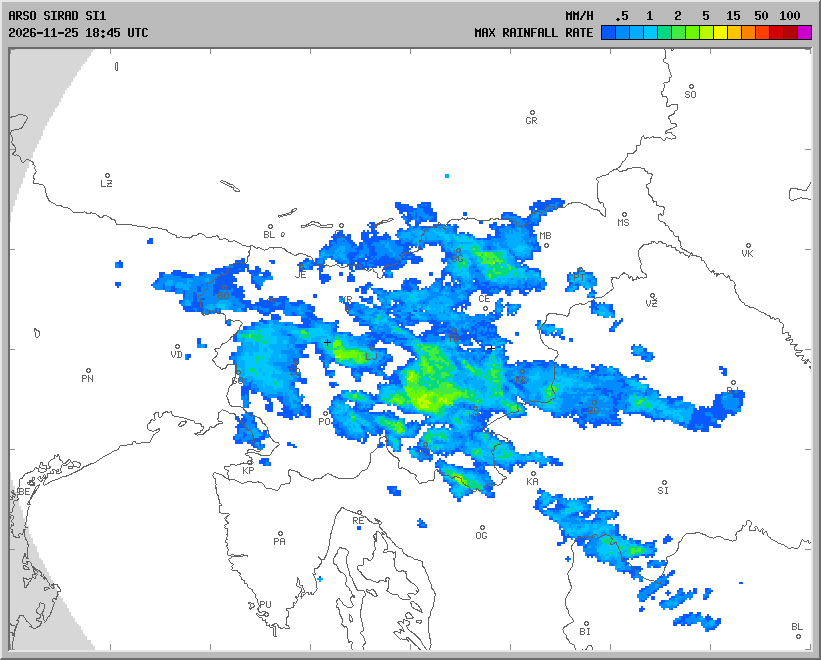 ARSO SIRAD SI1 MM/H .5 1 2 5 15 50 100
2026-11-25 18:45 UTC MAX RAINFALL RATE
SO
GR
LZ
MS
BL
MB
VK
JE
KR
CE
VZ
VD
LJ
PN
PO
KP
KA
BE
SI
RE
OG
PA
PU
BI
BL